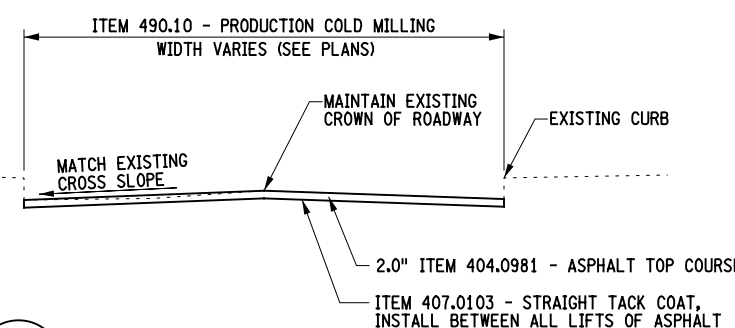 ITEM 490.10 - PRODUCTION COLD MILLING
WIDTH VARIES (SEE PLANS)
MAINTAIN EXISTING
CROWN OF ROADWAY
EXISTING CURB
MATCH EXISTING
CROSS SLOPE
2.0" ITEM 404.0981 - ASPHALT TOP COURSE
ITEM 407.0103 - STRAIGHT TACK COAT,
INSTALL BETWEEN ALL LIFTS OF ASPHALT